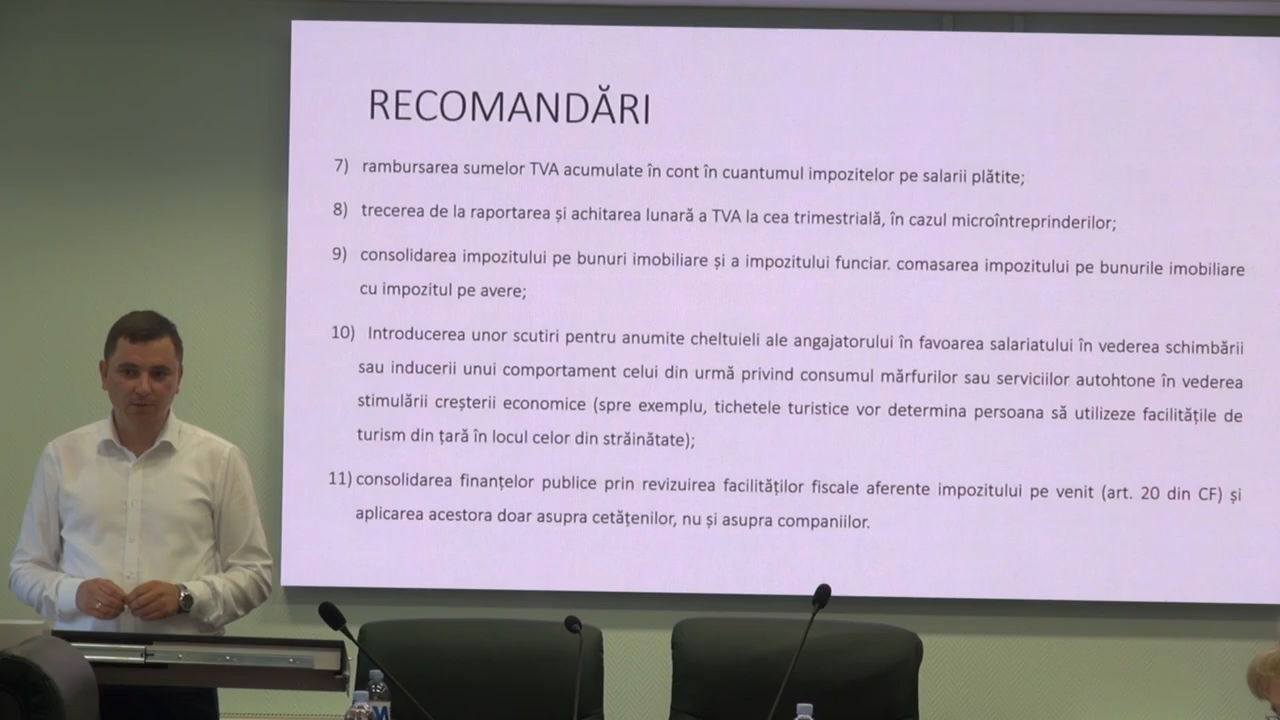 RECOMANDĂRI
7) rambursarea sumelor TVA acumulate în cont în cuantumul impozitelor pe salarii plătite;
8) trecerea de la raportarea și achitarea lunară a TVA la cea trimestrială, în cazul microîntreprinderilor;
9) consolidarea impozitului pe bunuri imobiliare și a impozitului funciar. comasarea impozitului pe bunurile imobiliare
cu impozitul pe avere;
10) Introducerea unor scutiri pentru anumite cheltuieli ale angajatorului în favoarea salariatului în vederea schimbării
sau inducerii unui comportament celui din urmă privind consumul mărfurilor sau serviciilor autohtone în vederea
stimulării creșterii economice (spre exemplu, tichetele turistice vor determina persoana să utilizeze facilitățile de
turism din țară în locul celor din străinătate);
11) consolidarea finanțelor publice prin revizuirea facilităților fiscale aferente impozitului pe venit (art. 20 din CF) și
aplicarea acestora doar asupra cetățenilor, nu și asupra companiilor.